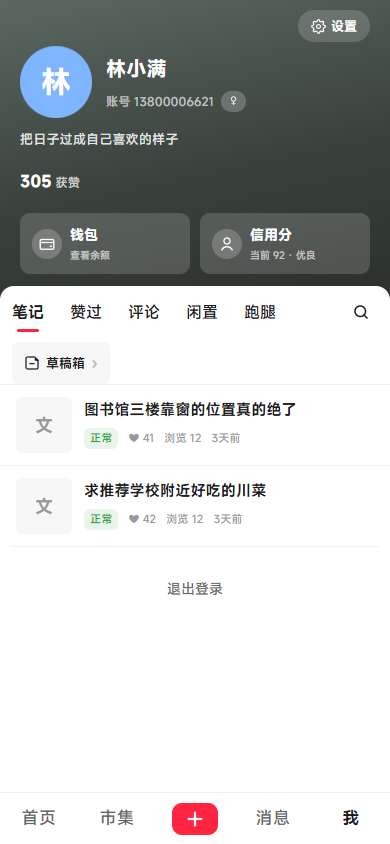 设置
林
林小满
账号 13800006621
把日子过成自己喜欢的样子
305 获赞
钱包
查看余额
信用分
当前 92 · 优良
笔记 赞过 评论 闲置 跑腿
草稿箱
文
图书馆三楼靠窗的位置真的绝了
正常 41 浏览 12 3天前
文
求推荐学校附近好吃的川菜
正常 42 浏览 12 3天前
退出登录
首页 市集 消息 我